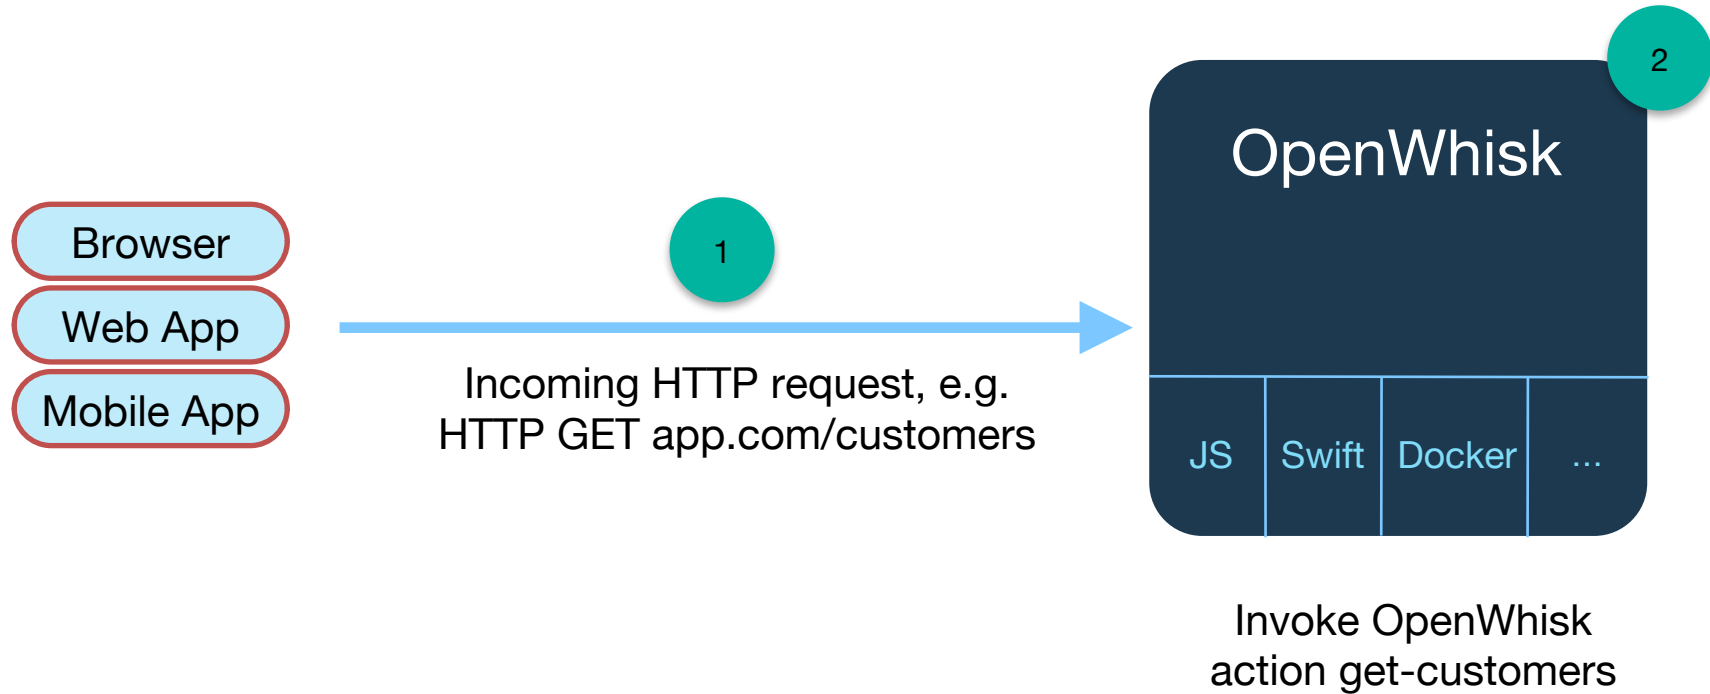 2
OpenWhisk
1
Browser
Web App
Mobile App
Incoming HTTP request, e.g.
HTTP GET app.com/customers
JS
Swift
Docker
...
Invoke OpenWhisk
action get-customers